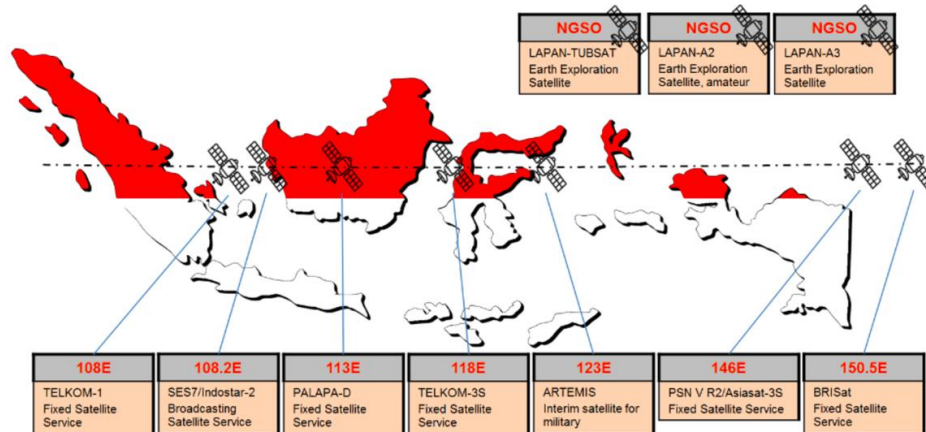 NGSO
LAPAN-TUBSAT
Earth Exploration
Satellite
NGSO
LAPAN-A2
Earth Exploration
Satellite, amateur
NGSO
LAPAN-A3
Earth Exploration
Satellite
108E
TELKOM-1
Fixed Satellite
Service
108.2E
SES7/Indostar-2
Broadcasting
Satellite Service
113E
PALAPA-D
Fixed Satellite
Service
118E
TELKOM-3S
Fixed Satellite
Service
123E
ARTEMIS
Interim satellite for
military
146E
PSN V R2/Asiasat-3S
Fixed Satellite Service
150.5E
BRISat
Fixed Satellite
Service